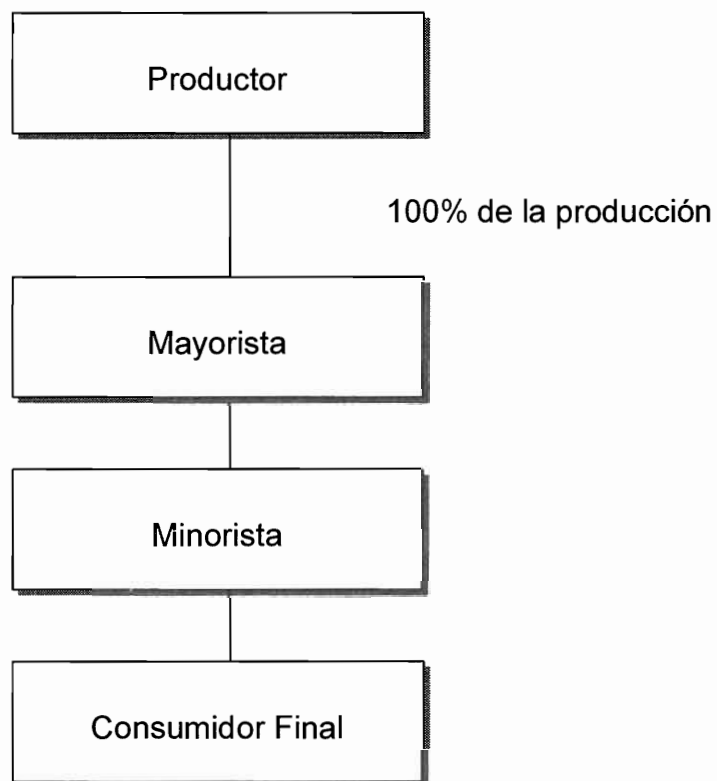 Productor
100% de la producción
Mayorista
Minorista
Consumidor Final